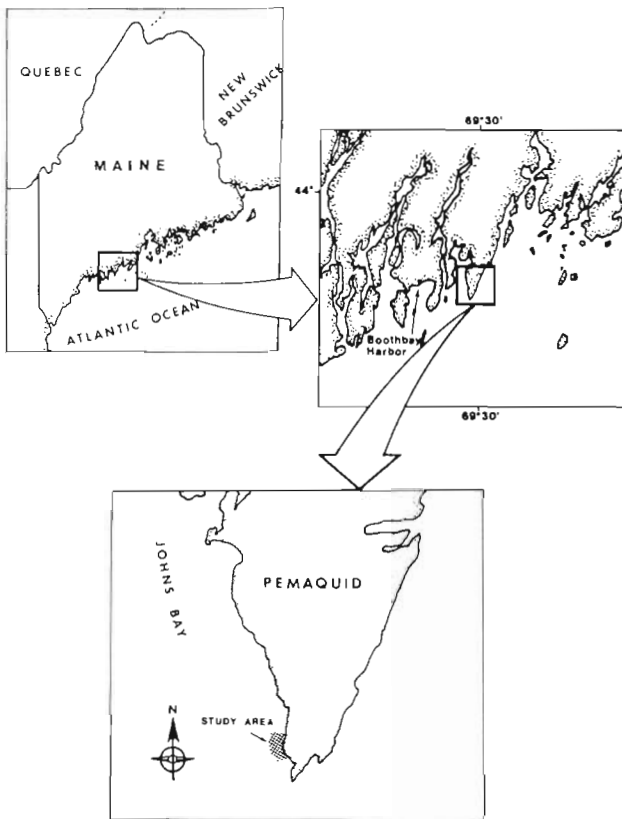 QUEBEC
NEW
BRUNSWICK
MAINE
ATLANTIC OCEAN
69°30'
44°
Boothbay
Harbor
69°30'
JOHNS BAY
PEMAQUID
N
STUDY AREA